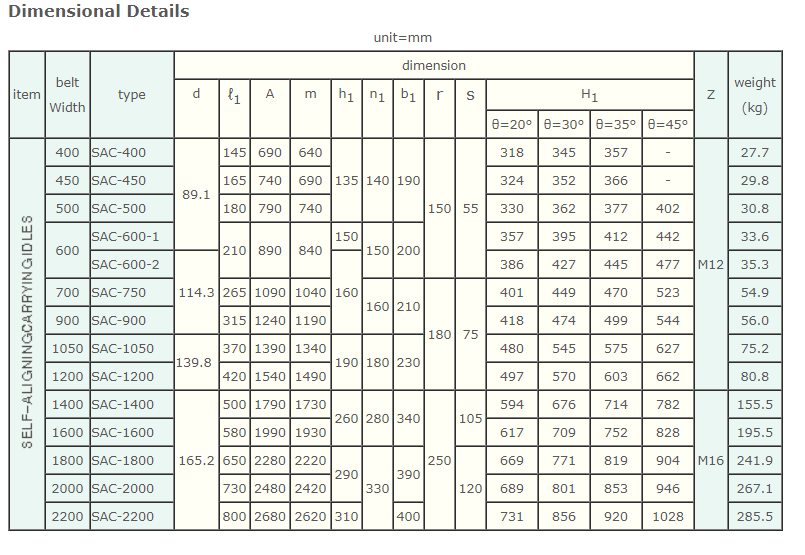 Dimensional Details
unit=mm
item belt Width type dimension Z weight (kg)
d ℓ1 A m h1 n1 b1 r s H1
θ=20° θ=30° θ=35° θ=45°
SELF-ALIGNINGCARRYINGIDLES
400 SAC-400 89.1 145 690 640 135 140 190 150 55 318 345 357 - M12 27.7
450 SAC-450 165 740 690 324 352 366 - 29.8
500 SAC-500 180 790 740 330 362 377 402 30.8
600 SAC-600-1 210 890 840 150 150 200 357 395 412 442 33.6
SAC-600-2 114.3 160 386 427 445 477 35.3
700 SAC-750 265 1090 1040 160 210 180 75 401 449 470 523 54.9
900 SAC-900 315 1240 1190 418 474 499 544 56.0
1050 SAC-1050 139.8 370 1390 1340 190 180 230 480 545 575 627 75.2
1200 SAC-1200 420 1540 1490 497 570 603 662 80.8
1400 SAC-1400 165.2 500 1790 1730 260 280 340 250 105 594 676 714 782 M16 155.5
1600 SAC-1600 580 1990 1930 617 709 752 828 195.5
1800 SAC-1800 650 2280 2220 290 330 390 120 669 771 819 904 241.9
2000 SAC-2000 730 2480 2420 689 801 853 946 267.1
2200 SAC-2200 800 2680 2620 310 400 731 856 920 1028 285.5